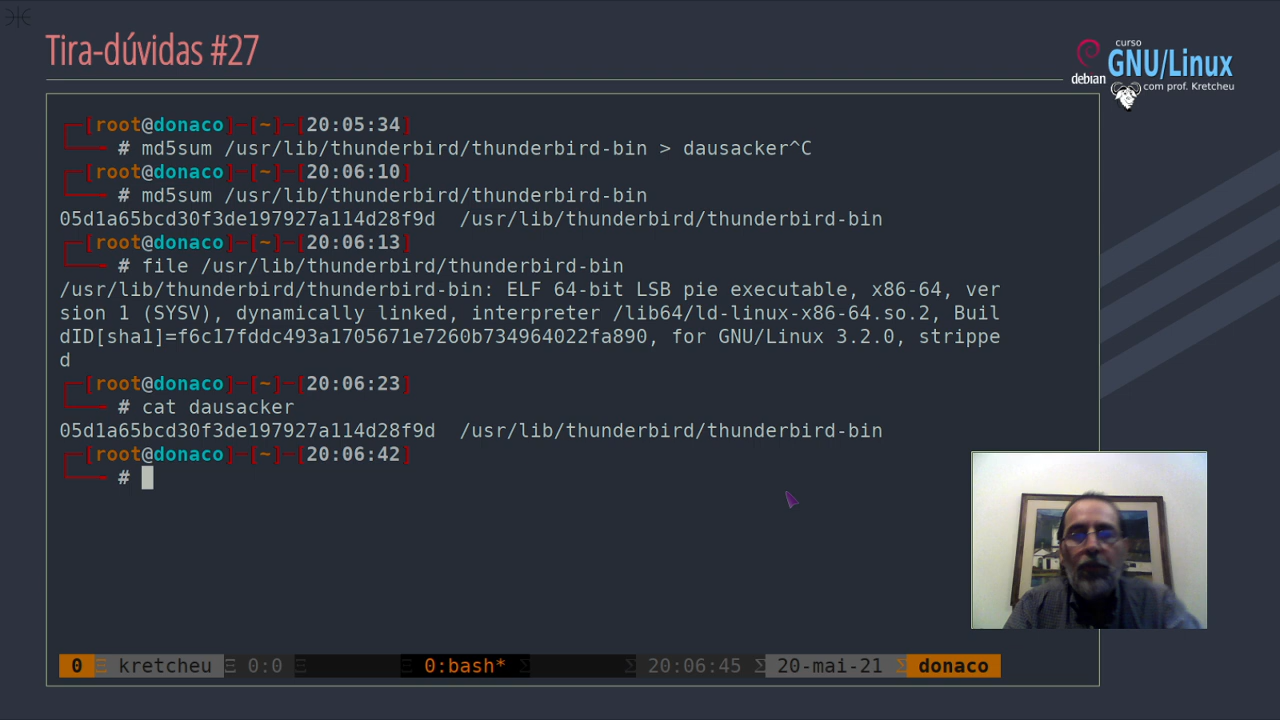 Tira-dúvidas #27
curso
GNU/Linux
debian
com prof. Kretcheu
[root@donaco]-[~]-[20:05:34]
# md5sum /usr/lib/thunderbird/thunderbird-bin > dausacker^C
[root@donaco]-[~]-[20:06:10]
# md5sum /usr/lib/thunderbird/thunderbird-bin
05d1a65bcd30f3de197927a114d28f9d  /usr/lib/thunderbird/thunderbird-bin
[root@donaco]-[~]-[20:06:13]
# file /usr/lib/thunderbird/thunderbird-bin
/usr/lib/thunderbird/thunderbird-bin: ELF 64-bit LSB pie executable, x86-64, ver
sion 1 (SYSV), dynamically linked, interpreter /lib64/ld-linux-x86-64.so.2, Buil
dID[sha1]=f6c17fddc493a1705671e7260b734964022fa890, for GNU/Linux 3.2.0, strippe
d
[root@donaco]-[~]-[20:06:23]
# cat dausacker
05d1a65bcd30f3de197927a114d28f9d  /usr/lib/thunderbird/thunderbird-bin
[root@donaco]-[~]-[20:06:42]
#
0 Ξ kretcheu Ξ 0:0 Ξ 0:bash* Σ Σ 20:06:45 Σ 20-mai-21 Σ donaco